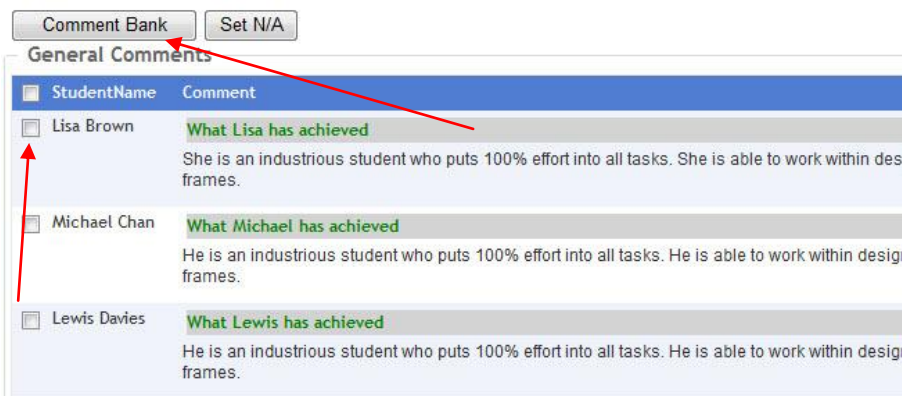 Comment Bank Set N/A
General Comments
StudentName Comment
Lisa Brown What Lisa has achieved
She is an industrious student who puts 100% effort into all tasks. She is able to work within des
frames.
Michael Chan What Michael has achieved
He is an industrious student who puts 100% effort into all tasks. He is able to work within desig
frames.
Lewis Davies What Lewis has achieved
He is an industrious student who puts 100% effort into all tasks. He is able to work within desig
frames.